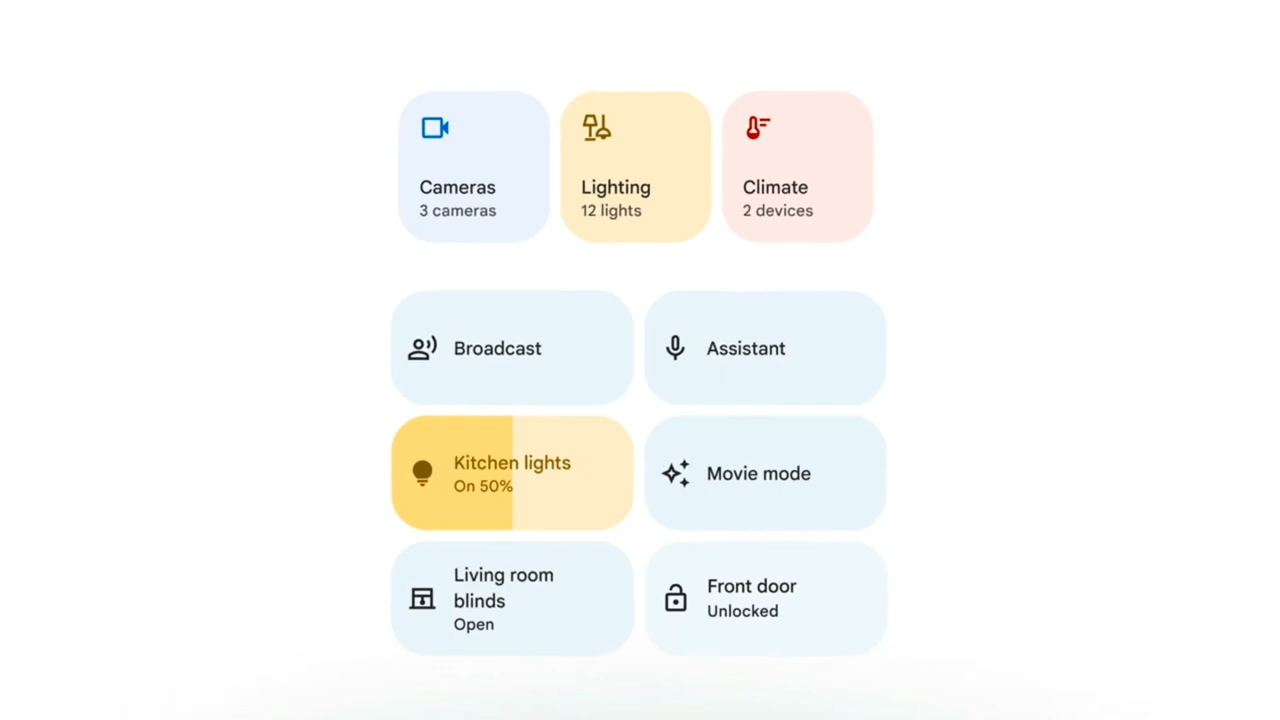 Cameras
3 cameras
Lighting
12 lights
Climate
2 devices
Broadcast
Assistant
Kitchen lights
On 50%
Movie mode
Living room
blinds
Open
Front door
Unlocked